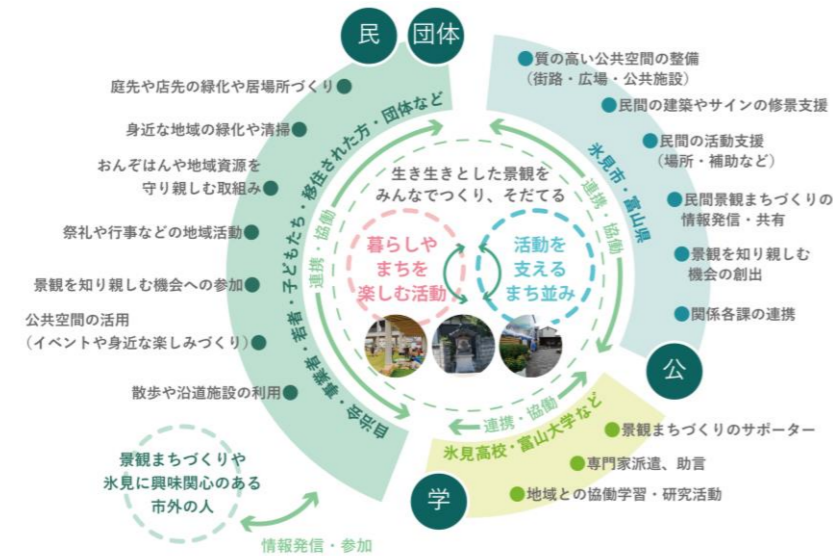 民
団体
庭先や店先の緑化や居場所づくり
身近な地域の緑化や清掃
おんぞはんや地域資源を
守り親しむ取組み
祭礼や行事などの地域活動
景観を知り親しむ機会への参加
公共空間の活用
（イベントや身近な楽しみづくり）
散歩や沿道施設の利用
自治会・事業者・若者・子どもたち・移住された方・団体など
連携・協働
生き生きとした景観を
みんなでつくり、そだてる
暮らしや
まちを
楽しむ活動
活動を
支える
まち並み
連携・協働
氷見市・富山県
質の高い公共空間の整備
（街路・広場・公共施設）
民間の建築やサインの修景支援
民間の活動支援
（場所・補助など）
民間景観まちづくりの
情報発信・共有
景観を知り親しむ
機会の創出
関係各課の連携
公
連携・協働
氷見高校・富山大学など
景観まちづくりのサポーター
専門家派遣、助言
地域との協働学習・研究活動
学
景観まちづくりや
氷見に興味関心のある
市外の人
情報発信・参加